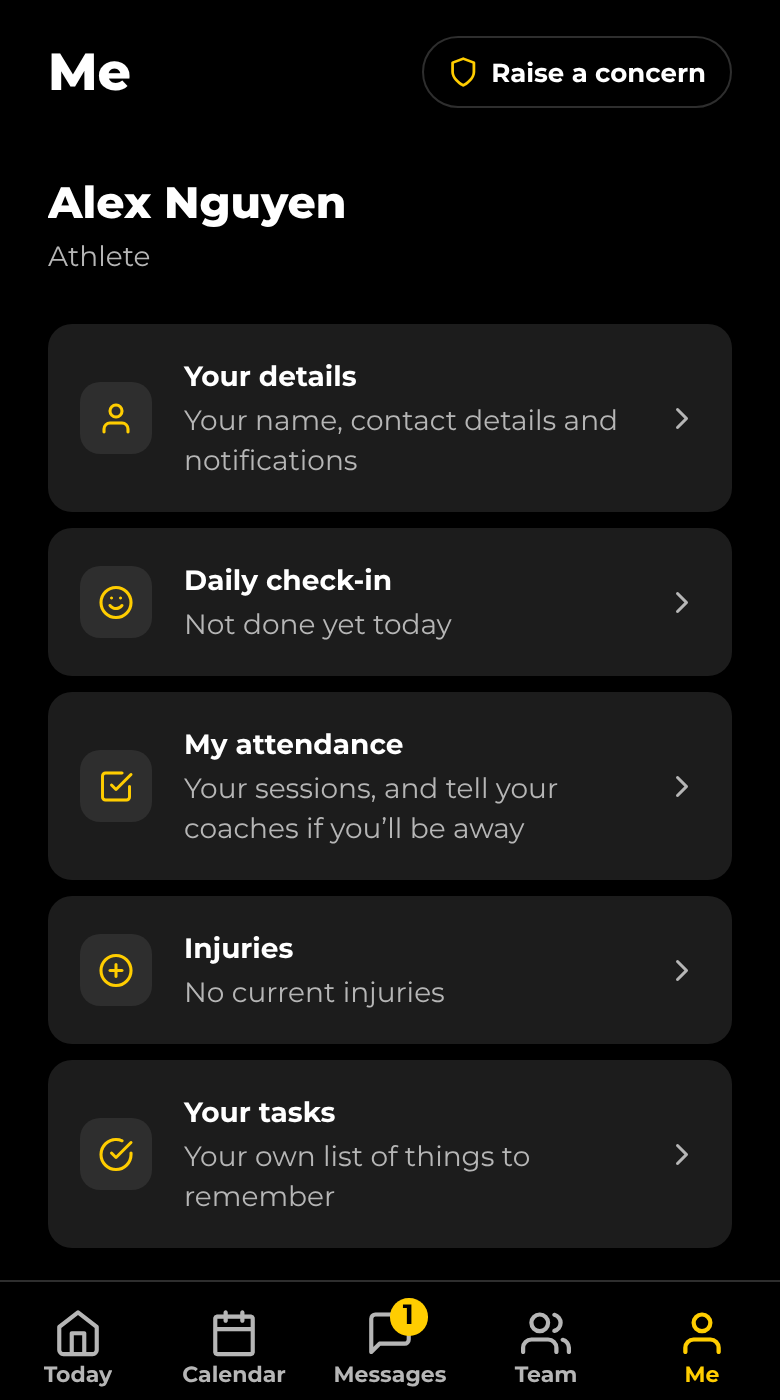 Me
Raise a concern
Alex Nguyen
Athlete
Your details
Your name, contact details and
notifications
Daily check-in
Not done yet today
My attendance
Your sessions, and tell your
coaches if you’ll be away
Injuries
No current injuries
Your tasks
Your own list of things to
remember
1
Today
Calendar
Messages
Team
Me